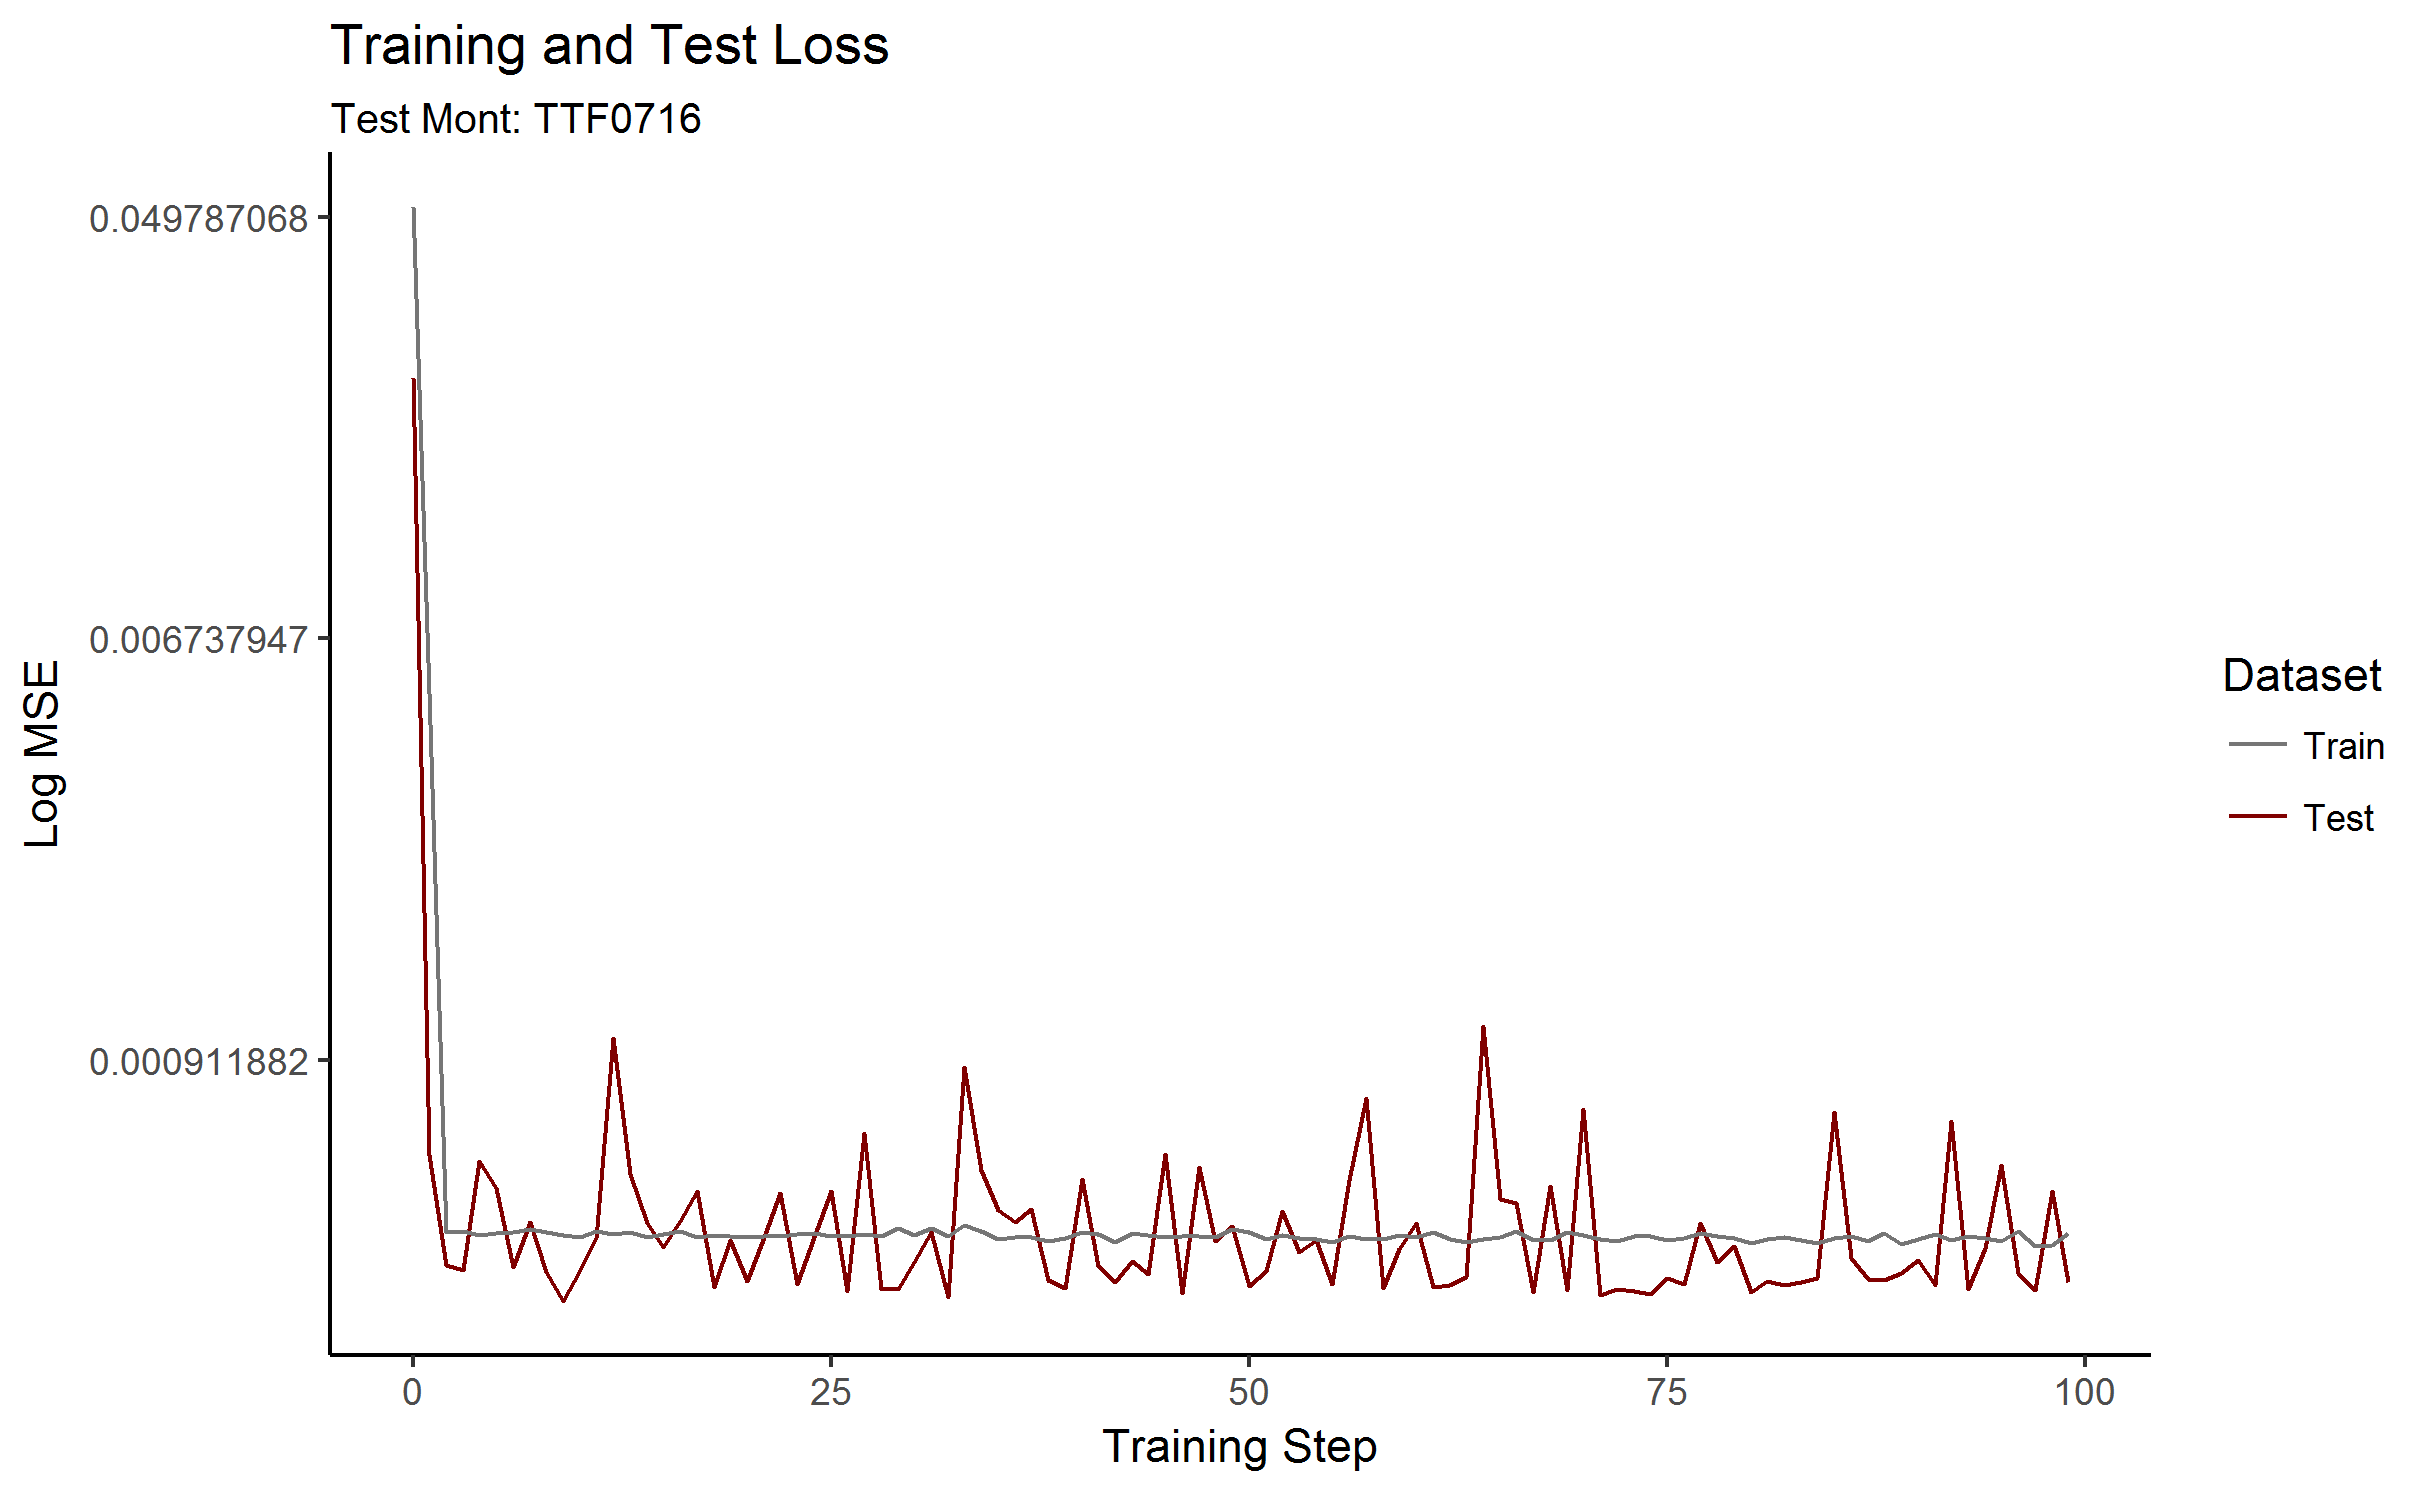 Training and Test Loss
Test Mont: TTF0716
0.049787068
0.006737947
0.000911882
Log MSE
0
25
50
75
100
Training Step
Dataset
Train
Test